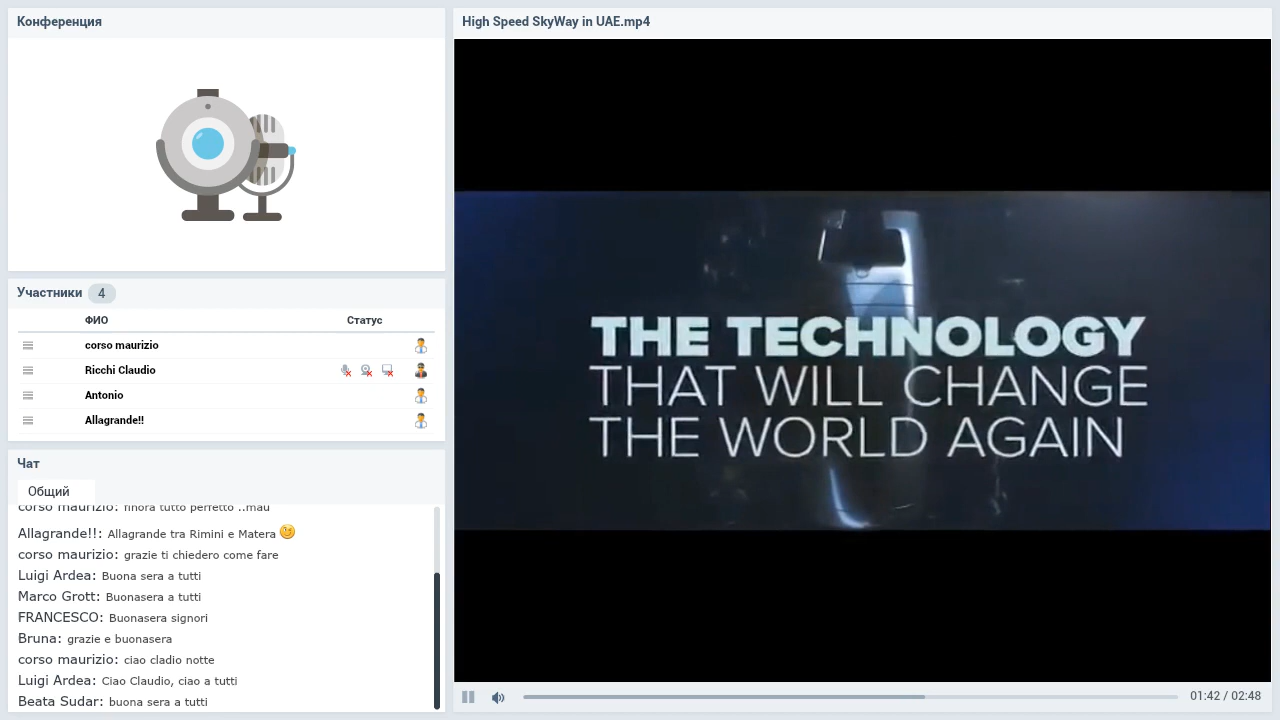 Конференция
High Speed SkyWay in UAE.mp4
THE TECHNOLOGY
THAT WILL CHANGE
THE WORLD AGAIN
01:42 / 02:48
Участники 4
ФИО Статус
corso maurizio
Ricchi Claudio
Antonio
Allagrande!!
Чат
Общий
corso maurizio: finora tutto perfetto ..mau
Allagrande!!: Allagrande tra Rimini e Matera
corso maurizio: grazie ti chiedero come fare
Luigi Ardea: Buona sera a tutti
Marco Grott: Buonasera a tutti
FRANCESCO: Buonasera signori
Bruna: grazie e buonasera
corso maurizio: ciao cladio notte
Luigi Ardea: Ciao Claudio, ciao a tutti
Beata Sudar: buona sera a tutti